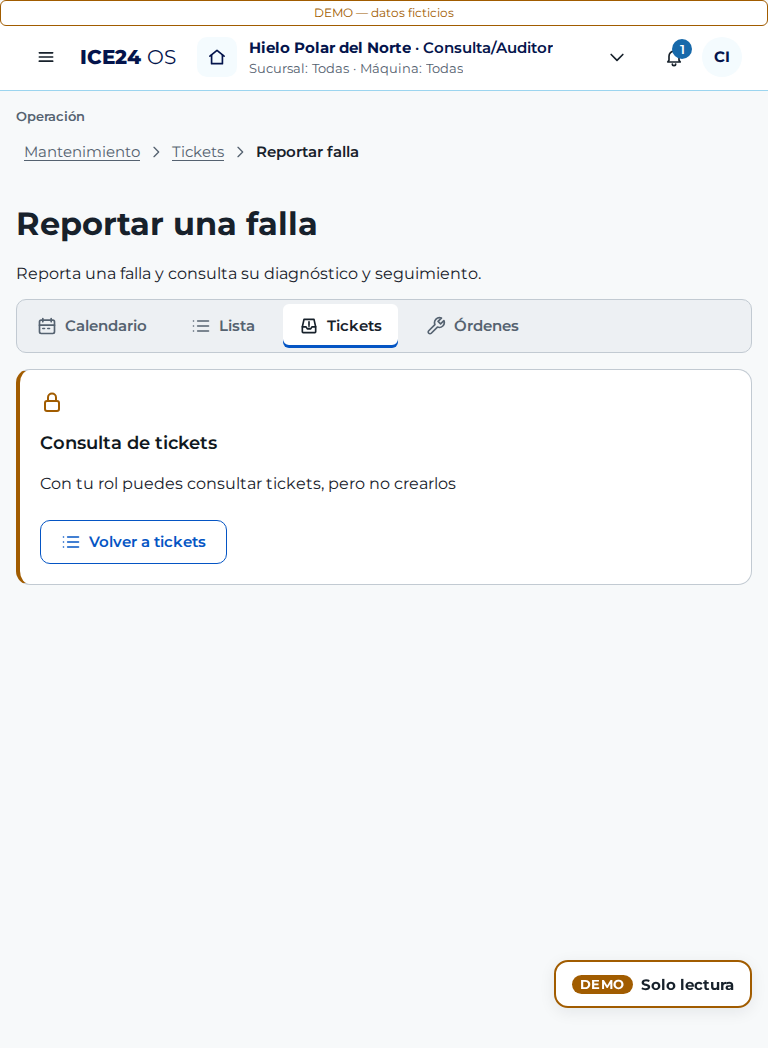 DEMO — datos ficticios
ICE24 OS
Hielo Polar del Norte · Consulta/Auditor
Sucursal: Todas · Máquina: Todas
1
CI
Operación
Mantenimiento > Tickets > Reportar falla
Reportar una falla
Reporta una falla y consulta su diagnóstico y seguimiento.
Calendario Lista Tickets Órdenes
Consulta de tickets
Con tu rol puedes consultar tickets, pero no crearlos
Volver a tickets
DEMO Solo lectura